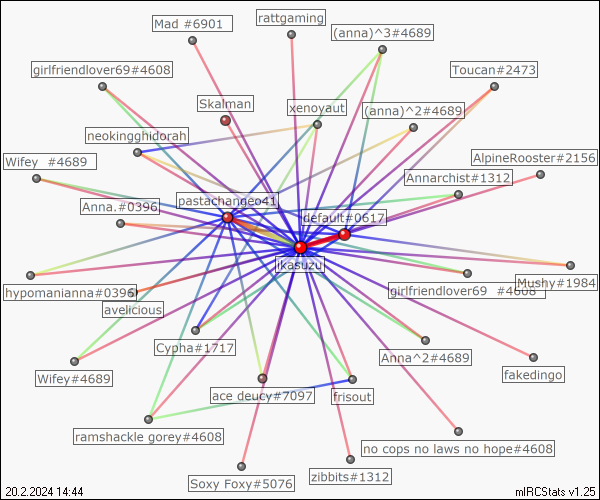 Mad #6901
rattgaming
(anna)^3#4689
girlfriendlover69#4608
Toucan#2473
Skalman
xenoyaut
(anna)^2#4689
neokingghidorah
Wifey #4689
AlpineRooster#2156
Annarchist#1312
pastachangeo41
Anna.#0396
default#0617
ikasuzu
hypomanianna#0396
girlfriendlover69 #4608
Mushy#1984
avelicious
Cypha#1717
Anna^2#4689
Wifey#4689
fakedingo
ace deucy#7097
frisout
ramshackle gorey#4608
no cops no laws no hope#4608
Soxy Foxy#5076
zibbits#1312
20.2.2024 14:44
mIRCStats v1.25